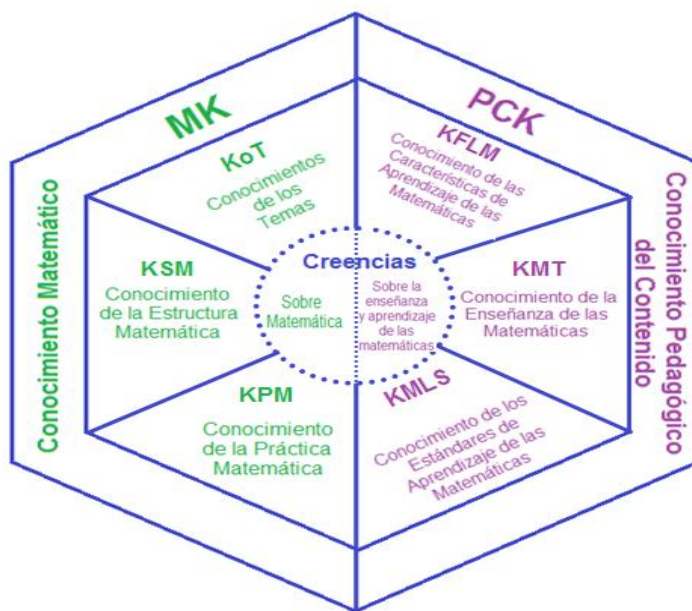 MK
PCK
Conocimiento Matemático
Conocimiento Pedagógico
del Contenido
KoT
Conocimientos
de los
Temas
KFLM
Conocimiento de las
Características de
Aprendizaje de las
Matemáticas
KSM
Conocimiento
de la Estructura
Matemática
Creencias
Sobre
Matemática
Sobre la
enseñanza
y aprendizaje
de las
matemáticas
KMT
Conocimiento de la
Enseñanza de las
Matemáticas
KPM
Conocimiento
de la Práctica
Matemática
KMLS
Conocimiento de los
Estándares de
Aprendizaje de las
Matemáticas